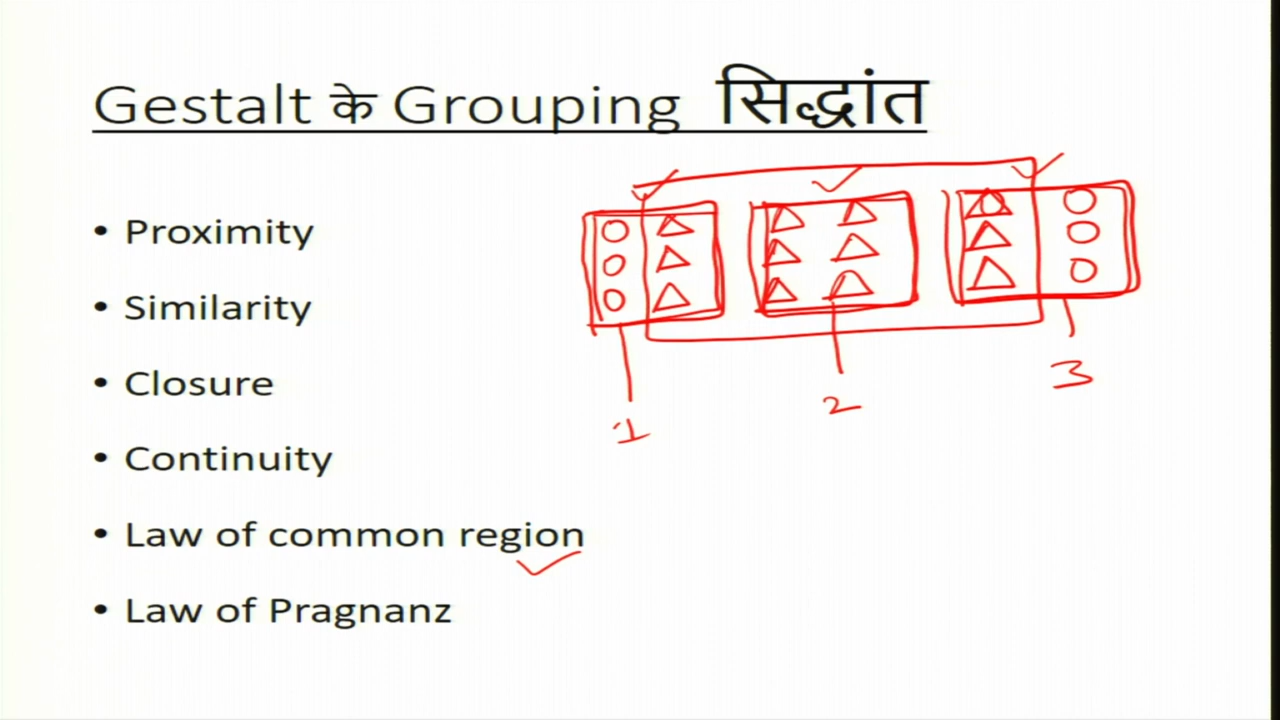 Gestalt के Grouping सिद्धांत
• Proximity
• Similarity
• Closure
• Continuity
• Law of common region
• Law of Pragnanz
1
2
3